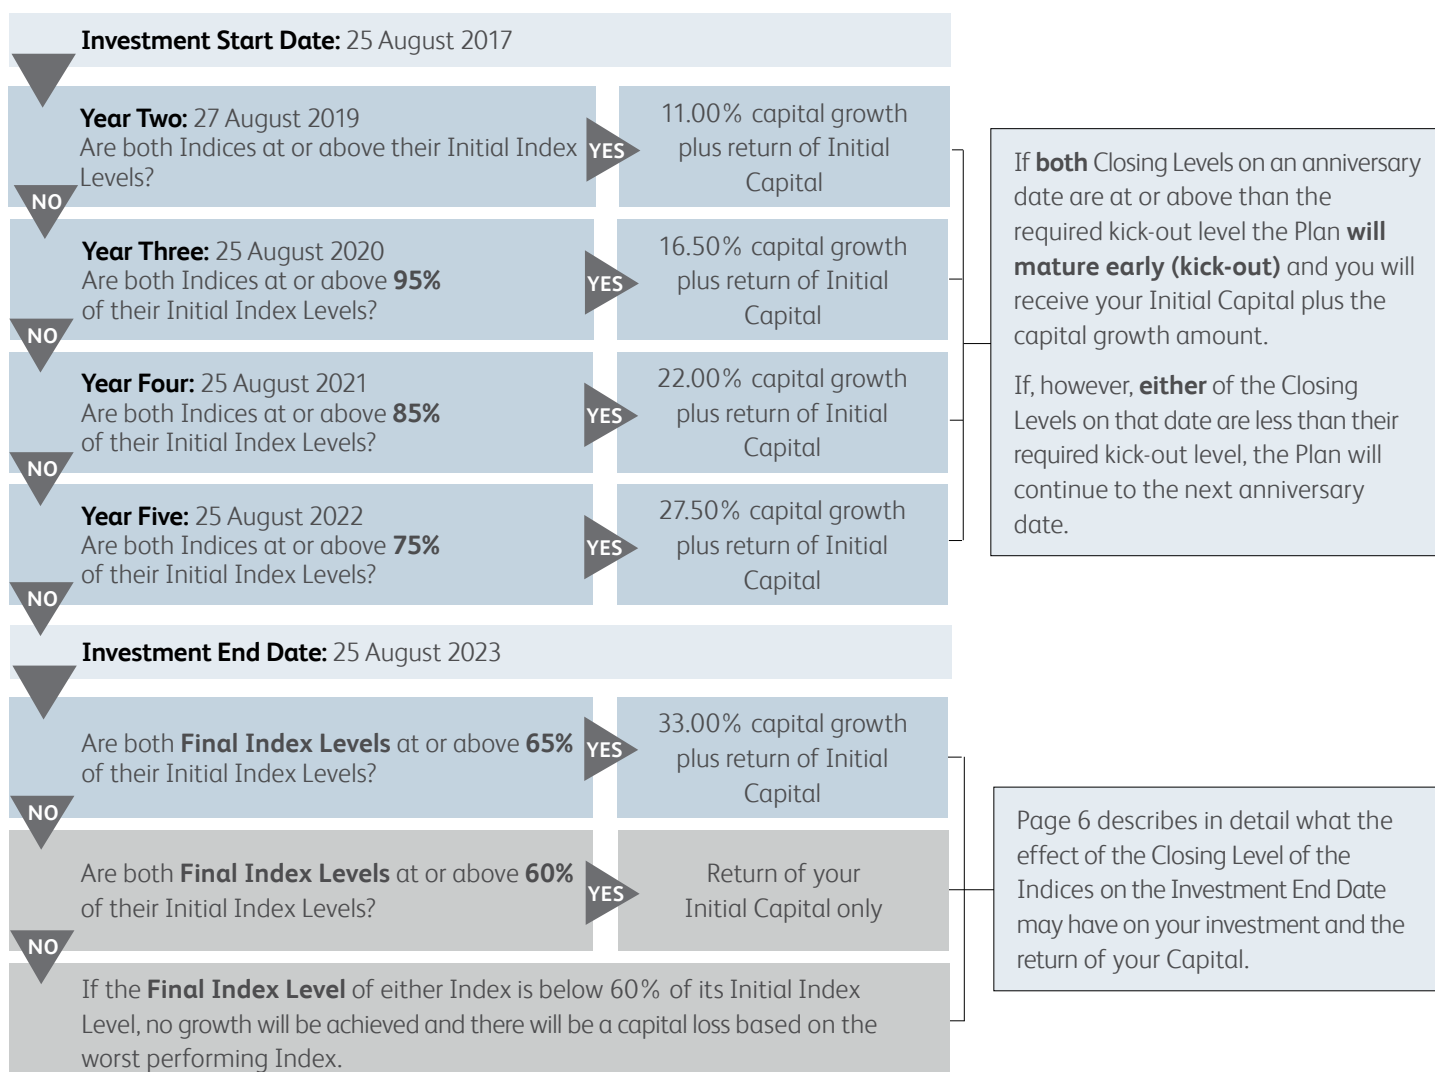 Investment Start Date: 25 August 2017
Year Two: 27 August 2019
Are both Indices at or above their Initial Index
Levels?
YES
11.00% capital growth
plus return of Initial
Capital
NO
Year Three: 25 August 2020
Are both Indices at or above 95%
of their Initial Index Levels?
YES
16.50% capital growth
plus return of Initial
Capital
NO
Year Four: 25 August 2021
Are both Indices at or above 85%
of their Initial Index Levels?
YES
22.00% capital growth
plus return of Initial
Capital
NO
Year Five: 25 August 2022
Are both Indices at or above 75%
of their Initial Index Levels?
YES
27.50% capital growth
plus return of Initial
Capital
NO
If both Closing Levels on an anniversary
date are at or above than the
required kick-out level the Plan will
mature early (kick-out) and you will
receive your Initial Capital plus the
capital growth amount.
If, however, either of the Closing
Levels on that date are less than their
required kick-out level, the Plan will
continue to the next anniversary
date.
Investment End Date: 25 August 2023
Are both Final Index Levels at or above 65%
of their Initial Index Levels?
YES
33.00% capital growth
plus return of Initial
Capital
NO
Are both Final Index Levels at or above 60%
of their Initial Index Levels?
YES
Return of your
Initial Capital only
NO
If the Final Index Level of either Index is below 60% of its Initial Index
Level, no growth will be achieved and there will be a capital loss based on the
worst performing Index.
Page 6 describes in detail what the
effect of the Closing Level of the
Indices on the Investment End Date
may have on your investment and the
return of your Capital.